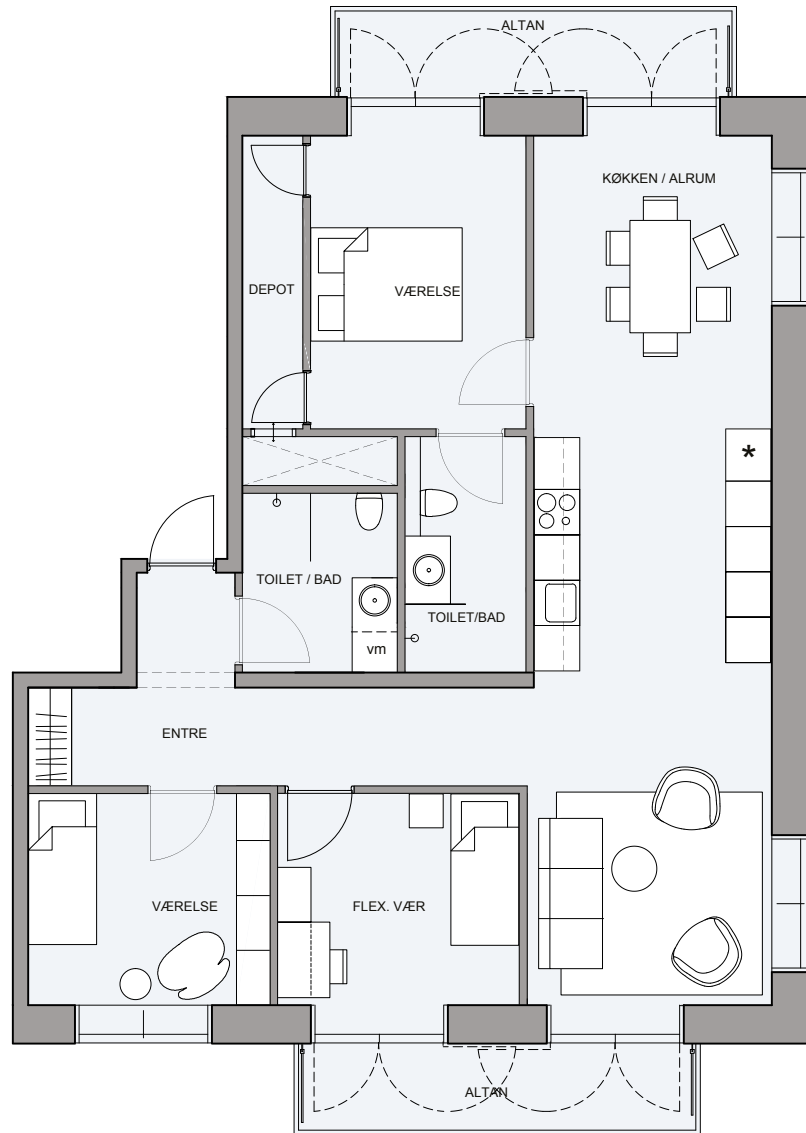 ALTAN
KØKKEN / ALRUM
DEPOT
VÆRELSE
*
TOILET / BAD
TOILET/BAD
vm
ENTRE
VÆRELSE
FLEX. VÆR
ALTAN